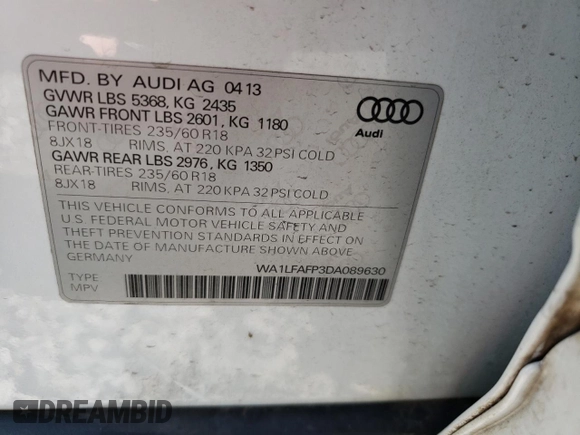 MFD. BY AUDI AG 04 13
GVWR LBS 5368, KG 2435
GAWR FRONT LBS 2601, KG 1180
FRONT-TIRES 235/60 R18
8JX18 RIMS, AT 220 KPA 32 PSI COLD
GAWR REAR LBS 2976, KG 1350
REAR-TIRES 235/60 R18
8JX18 RIMS, AT 220 KPA 32 PSI COLD
THIS VEHICLE CONFORMS TO ALL APPLICABLE
U.S. FEDERAL MOTOR VEHICLE SAFETY AND
THEFT PREVENTION STANDARDS IN EFFECT ON
THE DATE OF MANUFACTURE SHOWN ABOVE
GERMANY
WA1LFAFP3DA089630
TYPE
MPV
Audi
DREAMBID